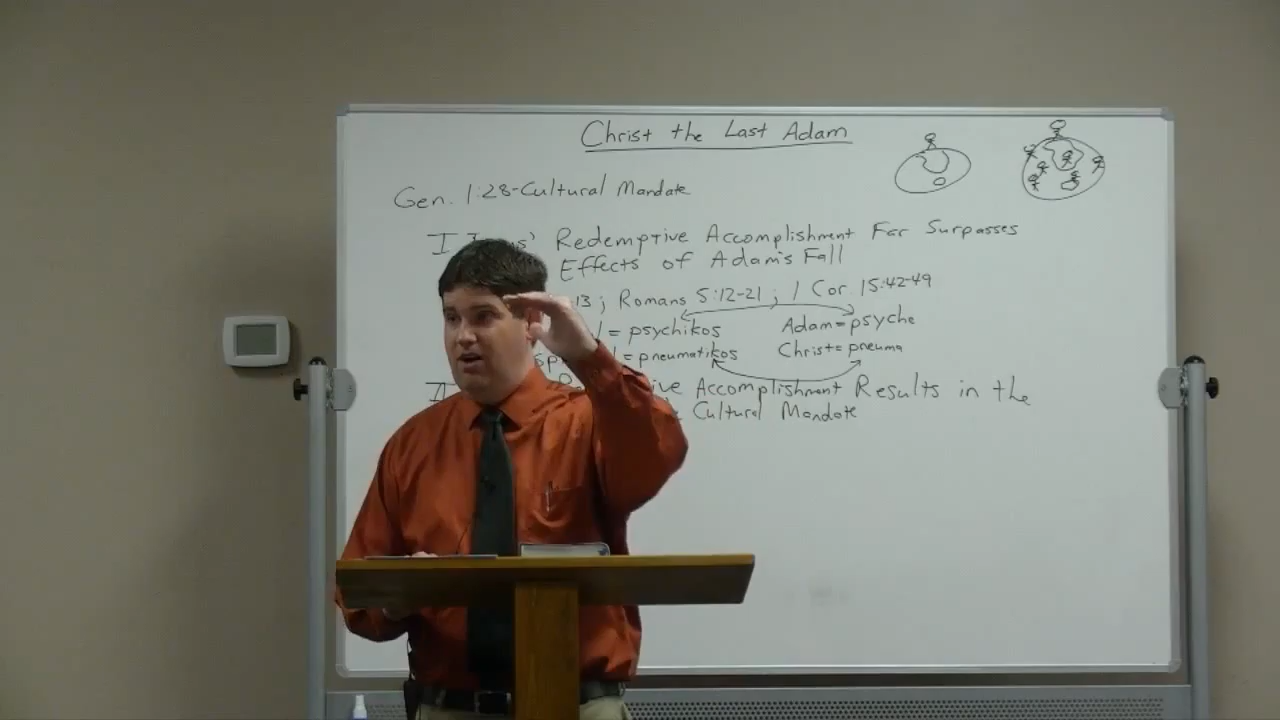 Christ the Last Adam
Gen. 1:28-Cultural Mandate
I Redemptive Accomplishment Far Surpasses
Effects of Adam's Fall
13; Romans 5:12-21; 1 Cor 15:42-49
= psychikos Adam=psyche
= pneumatikos Christ=pneuma
II Accomplishment Results in the
Cultural Mandate